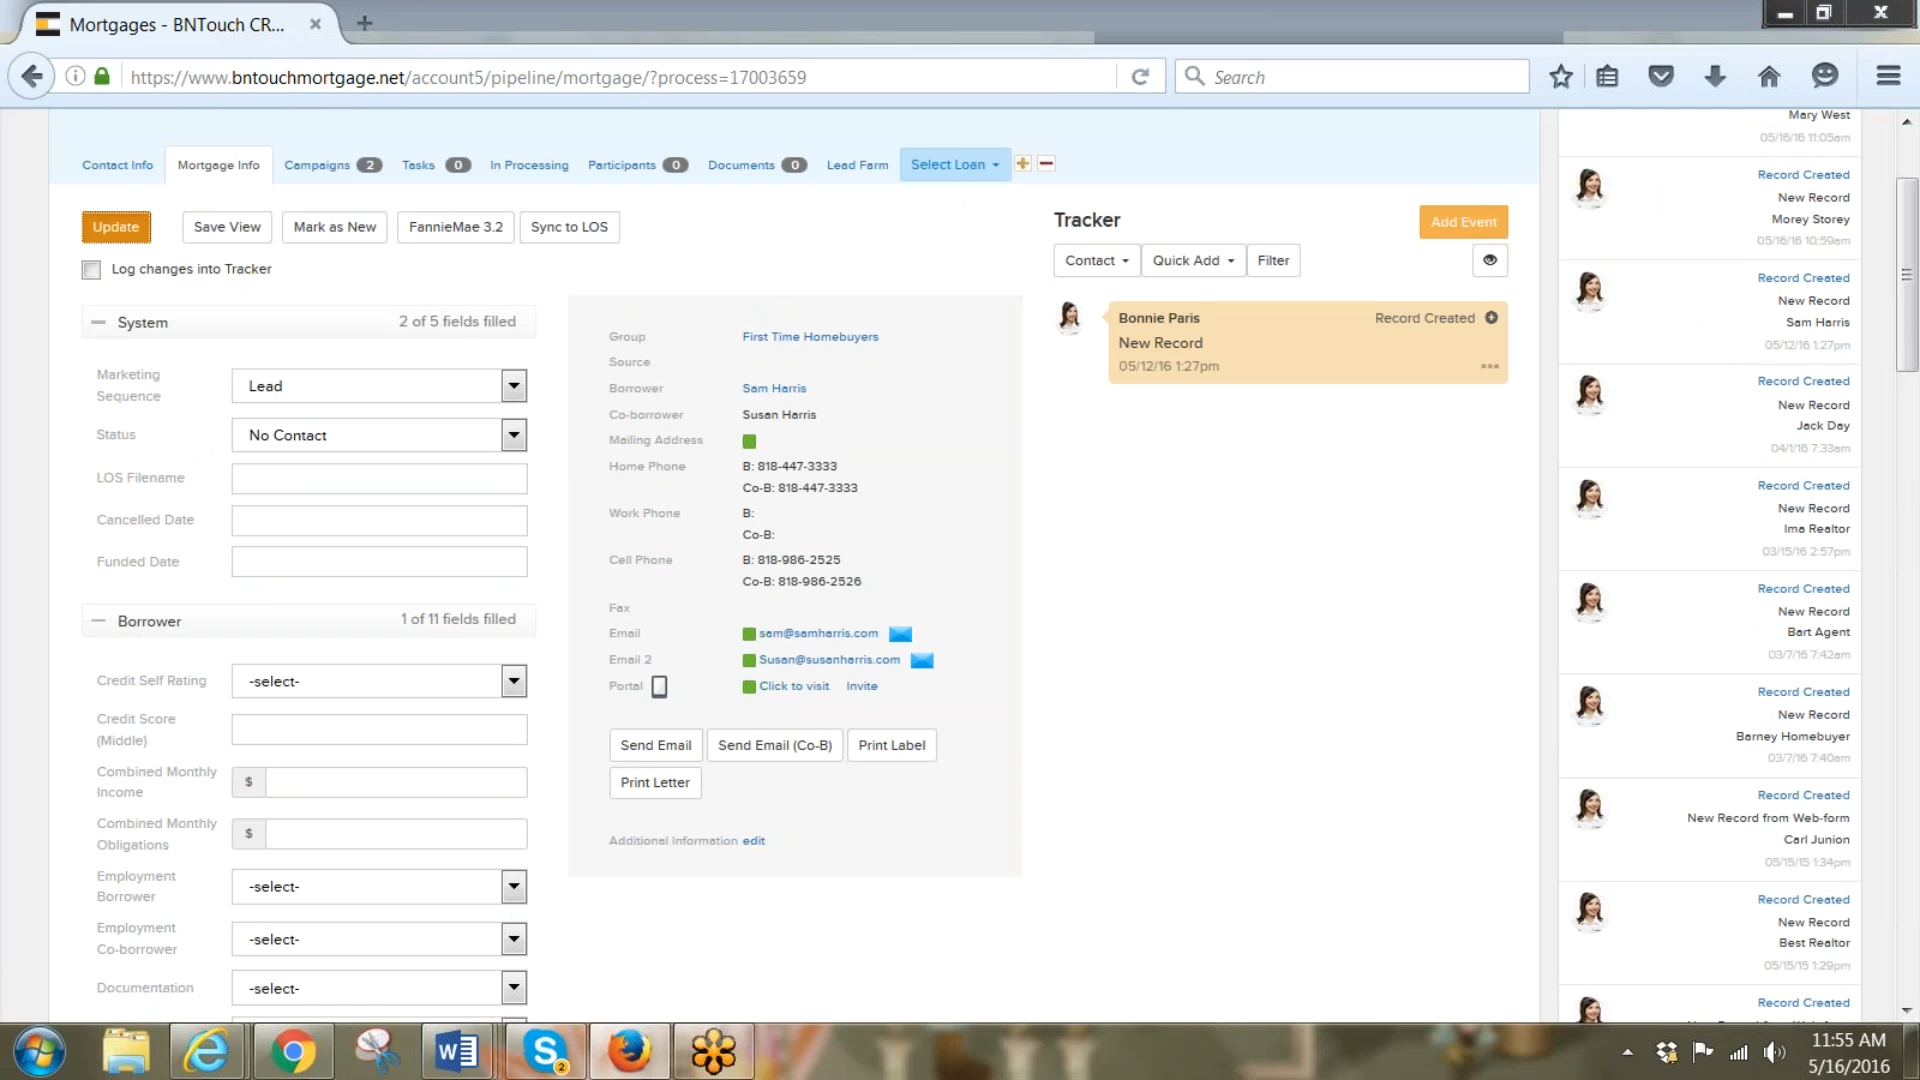 Mortgages - BNTouch CR...
https://www.bntouchmortgage.net/account5/pipeline/mortgage/?process=17003659
Search
Contact Info
Mortgage Info
Campaigns 2
Tasks 0
In Processing
Participants 0
Documents 0
Lead Farm
Select Loan
Update
Save View
Mark as New
FannieMae 3.2
Sync to LOS
Log changes into Tracker
System
2 of 5 fields filled
Marketing
Sequence
Lead
Status
No Contact
LOS Filename
Cancelled Date
Funded Date
Borrower
1 of 11 fields filled
Credit Self Rating
-select-
Credit Score
(Middle)
Combined Monthly
Income
$
Combined Monthly
Obligations
$
Employment
Borrower
-select-
Employment
Co-borrower
-select-
Documentation
-select-
Group
First Time Homebuyers
Source
Borrower
Sam Harris
Co-borrower
Susan Harris
Mailing Address
Home Phone
B: 818-447-3333
Co-B: 818-447-3333
Work Phone
B:
Co-B:
Cell Phone
B: 818-986-2525
Co-B: 818-986-2526
Fax
Email
sam@samharris.com
Email 2
Susan@susanharris.com
Portal
Click to visit
Invite
Send Email
Send Email (Co-B)
Print Label
Print Letter
Additional Information edit
Tracker
Add Event
Contact
Quick Add
Filter
Bonnie Paris
Record Created
New Record
05/12/16 1:27pm
Mary West
05/16/16 11:05am
Record Created
New Record
Morey Storey
05/16/16 10:59am
Record Created
New Record
Sam Harris
05/12/16 1:27pm
Record Created
New Record
Jack Day
04/1/16 7:33am
Record Created
New Record
Ima Realtor
03/15/16 2:57pm
Record Created
New Record
Bart Agent
03/7/16 7:42am
Record Created
New Record
Barney Homebuyer
03/7/16 7:40am
Record Created
New Record from Web-form
Carl Junion
05/15/15 1:34pm
Record Created
New Record
Best Realtor
05/15/15 1:29pm
Record Created
2
11:55 AM
5/16/2016